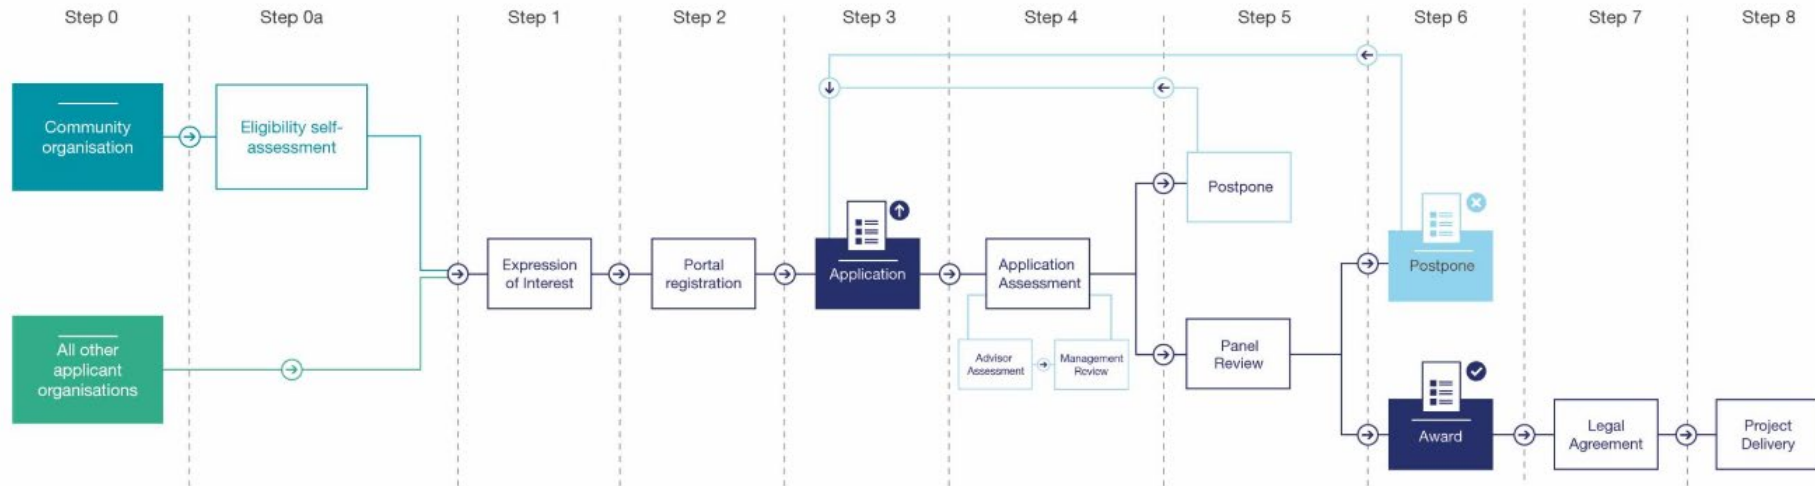 Step 0
Step 0a
Step 1
Step 2
Step 3
Step 4
Step 5
Step 6
Step 7
Step 8
Community
organisation
Eligibility self-
assessment
All other
applicant
organisations
Expression
of Interest
Portal
registration
Application
Application
Assessment
Advisor
Assessment
Management
Review
Postpone
Panel
Review
Postpone
Award
Legal
Agreement
Project
Delivery